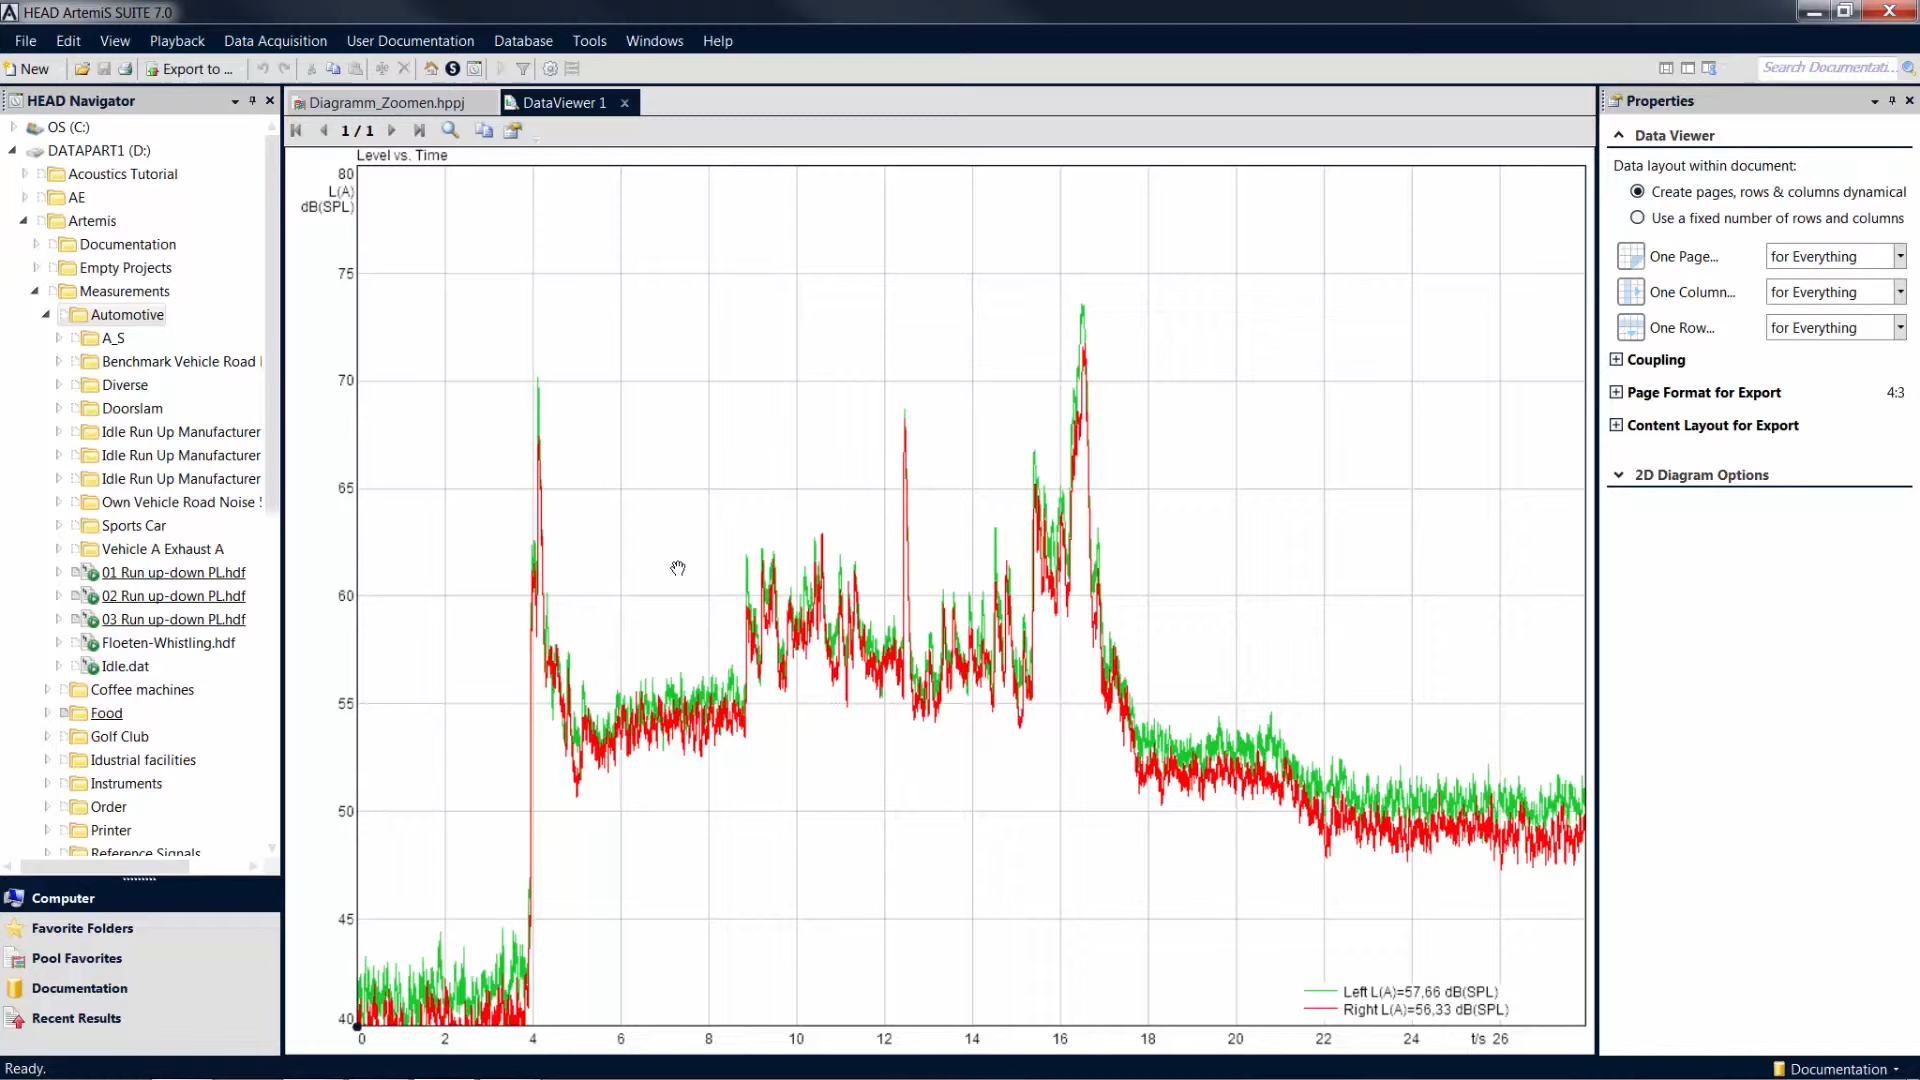 HEAD ArtemiS SUITE 7.0
File Edit View Playback Data Acquisition User Documentation Database Tools Windows Help
New Export to ... Search Documentati...
HEAD Navigator
OS (C:)
DATAPART1 (D:)
Acoustics Tutorial
AE
Artemis
Documentation
Empty Projects
Measurements
Automotive
A_S
Benchmark Vehicle Road
Diverse
Doorslam
Idle Run Up Manufacturer
Idle Run Up Manufacturer
Idle Run Up Manufacturer
Own Vehicle Road Noise
Sports Car
Vehicle A Exhaust A
01 Run up-down PL.hdf
02 Run up-down PL.hdf
03 Run up-down PL.hdf
Floeten-Whistling.hdf
Idle.dat
Coffee machines
Food
Golf Club
Idustrial facilities
Instruments
Order
Printer
Reference Signals
Computer
Favorite Folders
Pool Favorites
Documentation
Recent Results
Diagramm_Zoomen.hppj DataViewer 1
1 / 1
Level vs. Time
80
L(A)
dB(SPL)
75
70
65
60
55
50
45
40
0 2 4 6 8 10 12 14 16 18 20 22 24 t/s 26
Left L(A)=57,66 dB(SPL)
Right L(A)=56,33 dB(SPL)
Properties
Data Viewer
Data layout within document:
Create pages, rows & columns dynamical
Use a fixed number of rows and columns
One Page... for Everything
One Column... for Everything
One Row... for Everything
Coupling
Page Format for Export 4:3
Content Layout for Export
2D Diagram Options
Ready.
Documentation